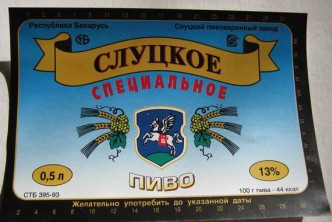 Республика Беларусь
Слуцкий пивоваренный завод
СЛУЦКОЕ
СПЕЦИАЛЬНОЕ
0,5 л
13%
ПИВО
СТБ 395-93
100 г пива - 44 ккал
Желательно употребить до указанной даты